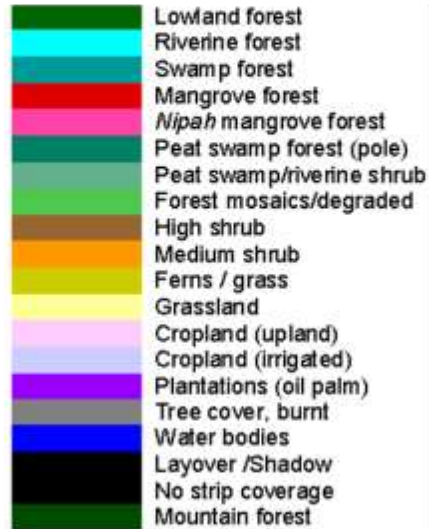 Lowland forest
Riverine forest
Swamp forest
Mangrove forest
Nipah mangrove forest
Peat swamp forest (pole)
Peat swamp/riverine shrub
Forest mosaics/degraded
High shrub
Medium shrub
Ferns / grass
Grassland
Cropland (upland)
Cropland (irrigated)
Plantations (oil palm)
Tree cover, burnt
Water bodies
Layover /Shadow
No strip coverage
Mountain forest